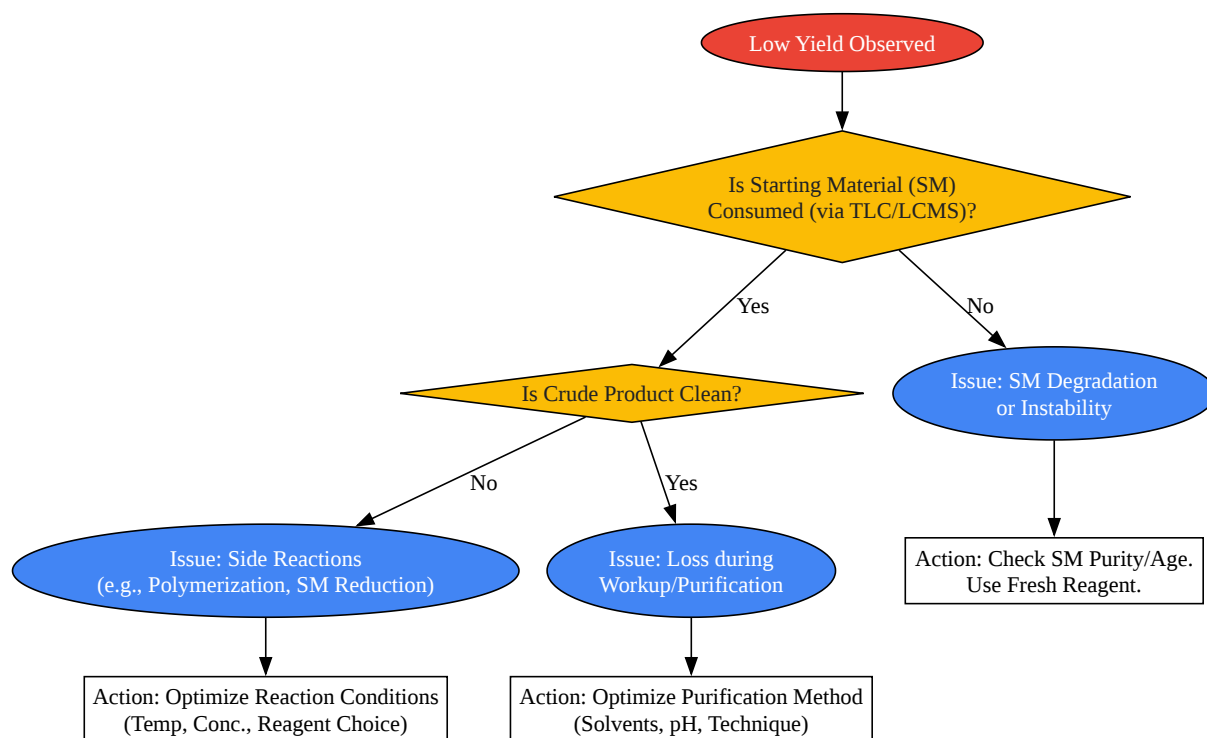 Low Yield Observed
Is Starting Material (SM)
Consumed (via TLC/LCMS)?
Yes
No
Is Crude Product Clean?
Issue: SM Degradation
or Instability
No
Yes
Issue: Side Reactions
(e.g., Polymerization, SM Reduction)
Issue: Loss during
Workup/Purification
Action: Check SM Purity/Age.
Use Fresh Reagent.
Action: Optimize Reaction Conditions
(Temp, Conc., Reagent Choice)
Action: Optimize Purification Method
(Solvents, pH, Technique)